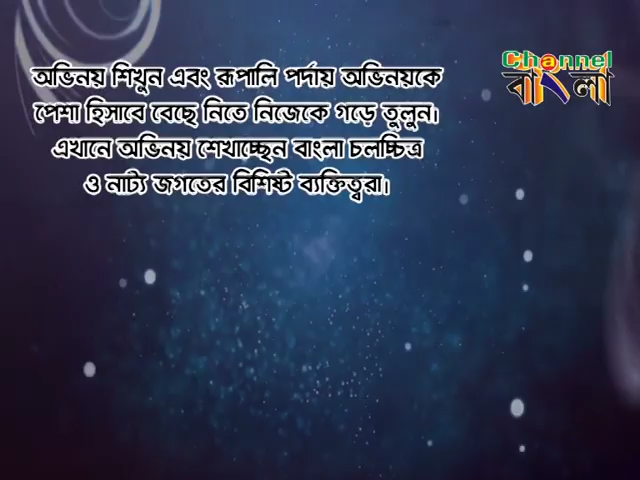 Channel
বাংলা
অভিনয় শিখুন এবং রূপালি পর্দায় অভিনয়কে
পেশা হিসাবে বেছে নিতে নিজেকে গড়ে তুলুন।
এখানে অভিনয় শেখাচ্ছেন বাংলা চলচ্চিত্র
ও নাট্য জগতের বিশিষ্ট ব্যক্তিত্বরা।